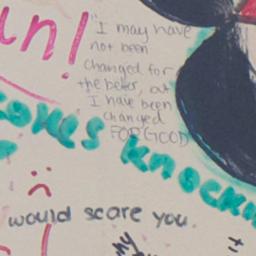 un!
"I may have
not been
changed for
the better, but
I have been
changed
FOR GOOD
comes knock
would scare you.